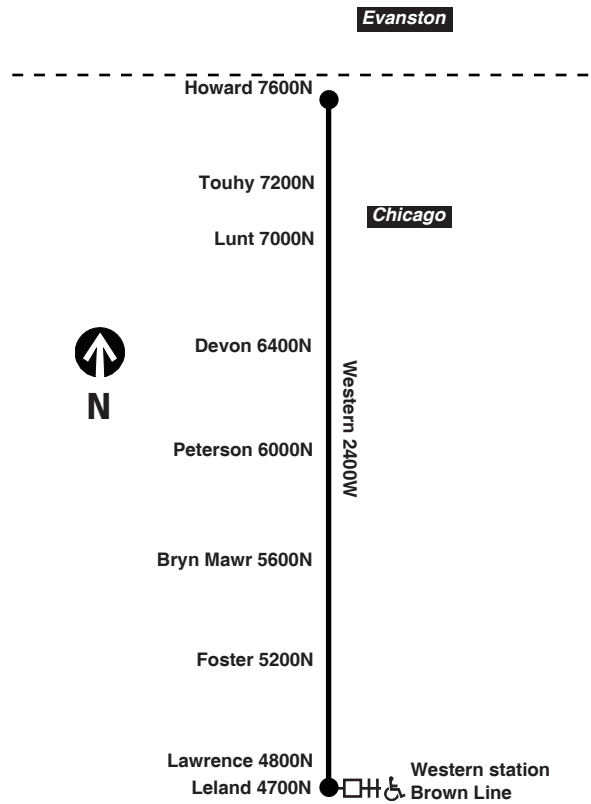 Evanston
Howard 7600N
Touhy 7200N
Chicago
Lunt 7000N
Devon 6400N
N
Western 2400W
Peterson 6000N
Bryn Mawr 5600N
Foster 5200N
Lawrence 4800N
Leland 4700N
Western station
Brown Line